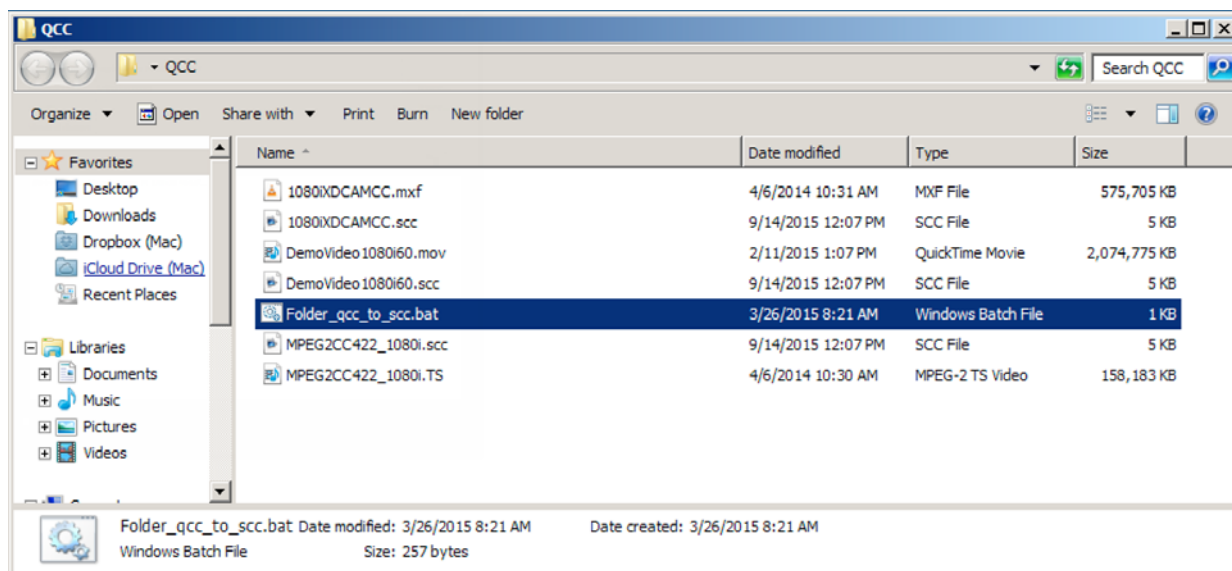 QCC
QCC Search QCC
Organize Open Share with Print Burn New folder
Favorites
Desktop
Downloads
Dropbox (Mac)
iCloud Drive (Mac)
Recent Places
Libraries
Documents
Music
Pictures
Videos
Name Date modified Type Size
1080iXDCAMCC.mxf 4/6/2014 10:31 AM MXF File 575,705 KB
1080iXDCAMCC.scc 9/14/2015 12:07 PM SCC File 5 KB
DemoVideo1080i60.mov 2/11/2015 1:07 PM QuickTime Movie 2,074,775 KB
DemoVideo1080i60.scc 9/14/2015 12:07 PM SCC File 5 KB
Folder_qcc_to_scc.bat 3/26/2015 8:21 AM Windows Batch File 1 KB
MPEG2CC422_1080i.scc 9/14/2015 12:07 PM SCC File 5 KB
MPEG2CC422_1080i.TS 4/6/2014 10:30 AM MPEG-2 TS Video 158,183 KB
Folder_qcc_to_scc.bat Date modified: 3/26/2015 8:21 AM Date created: 3/26/2015 8:21 AM
Windows Batch File Size: 257 bytes